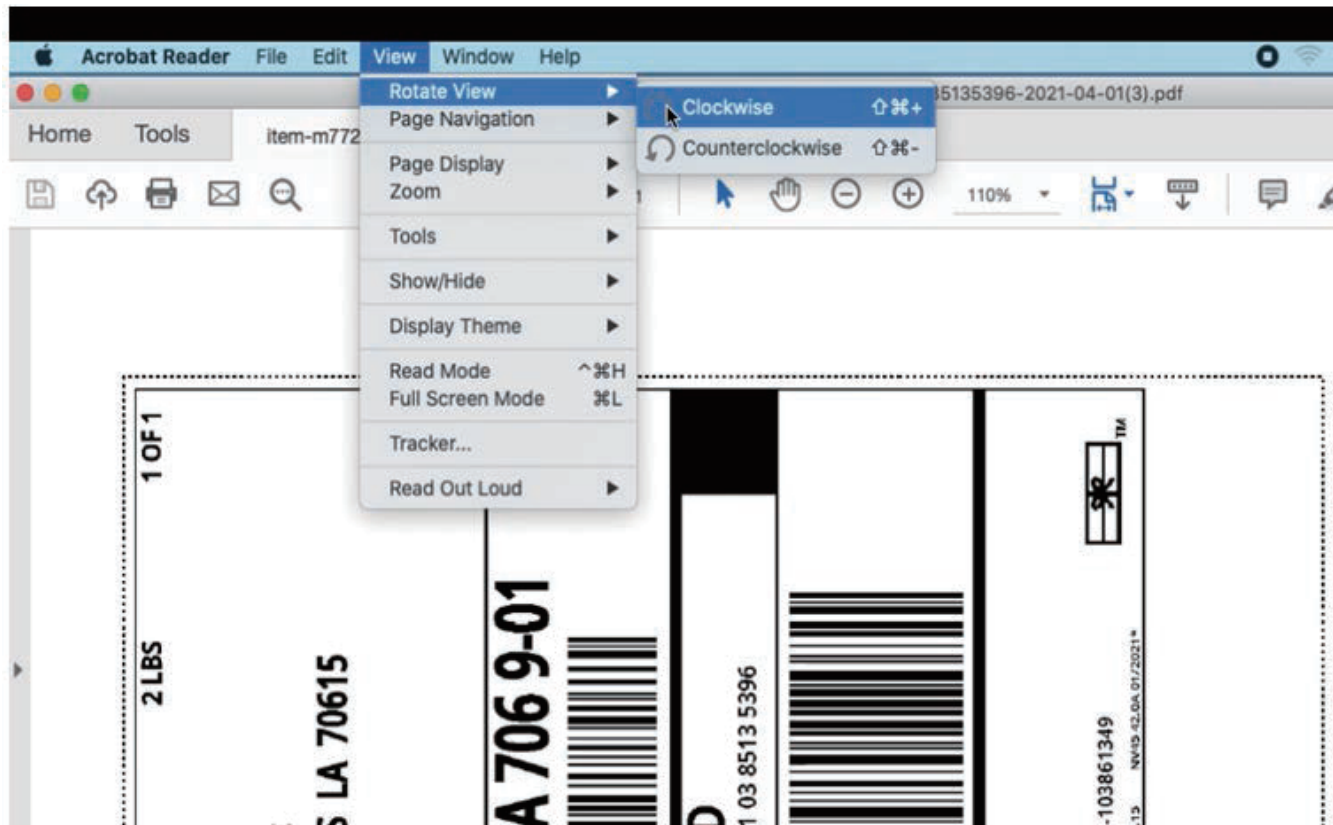 Acrobat Reader File Edit View Window Help
5135396-2021-04-01(3).pdf
Home Tools item-m772
Rotate View
Clockwise ⇧⌘+
Counterclockwise ⇧⌘-
Page Navigation
Page Display
Zoom
Tools
Show/Hide
Display Theme
Read Mode ^⌘H
Full Screen Mode ⌘L
Tracker...
Read Out Loud
110%
1 OF 1
2 LBS
LA 70615
A 706 9-01
1 03 8513 5396
TM
-103861349
.15 NV45 42.0A 01/2021*